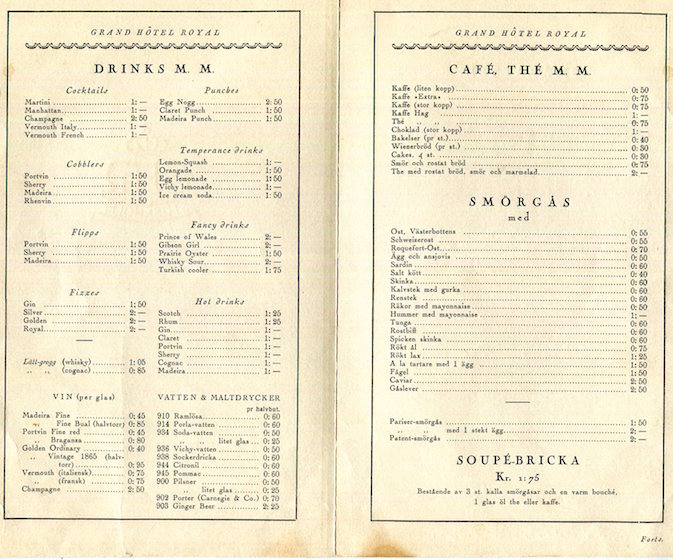 GRAND HÔTEL ROYAL
DRINKS M. M.
Cocktails
Martini 1: —
Manhattan 1: —
Champagne 2: 50
Vermouth Italy 1: —
Vermouth French 1: —
Cobblers
Portvin 1: 50
Sherry 1: 50
Madeira 1: 50
Rhenvin 1: 50
Flipps
Portvin 1: 50
Sherry 1: 50
Madeira 1: 50
Fizzes
Gin 1: 50
Silver 2: —
Golden 2: —
Royal 2: —
Lätt-grogg (whisky) 1: 05
„ „ (cognac) 0: 85
VIN (per glas)
Madeira Fine 0: 45
„ Fine Bual (halvtorr) 0: 85
Portvin Fine red 0: 45
„ Braganza 0: 80
Golden Ordinary 0: 40
„ Vintage 1865 (halv-
torr) 0: 95
Vermouth (italiensk) 0: 75
„ (fransk) 0: 75
Champagne 2: 50
Punches
Egg Nogg 2: 50
Claret Punch 1: 50
Madeira Punch 1: 50
Temperance drinks
Lemon-Squash 1: —
Orangade 1: 50
Egg lemonade 1: 50
Vichy lemonade 1: —
Ice cream soda 1: 50
Fancy drinks
Prince of Wales 2: —
Gibson Girl 2: —
Prairie Oyster 1: 50
Whisky Sour 2: —
Turkish cooler 1: 75
Hot drinks
Scotch 1: 25
Rhum 1: 25
Gin 1: —
Claret 1: —
Portvin 1: —
Sherry 1: —
Cognac 1: —
Madeira 1: —
VATTEN & MALTDRYCKER
pr halvbut.
910 Ramlösa 0: 60
914 Porla-vatten 0: 60
934 Soda-vatten 0: 50
„ „ litet glas 0: 25
936 Vichy-vatten 0: 50
938 Sockerdricka 0: 60
944 Citronil 0: 60
945 Pommac 0: 60
900 Pilsner 0: 50
„ litet glas 0: 25
902 Porter (Carnegie & Co.) 0: 70
903 Ginger Beer 2: 25
GRAND HÔTEL ROYAL
CAFÉ, THÉ M. M.
Kaffe (liten kopp) 0: 50
Kaffe »Extra» 0: 75
Kaffe (stor kopp) 0: 75
Kaffe Hag 1: —
Thé „ „ 0: 75
Choklad (stor kopp) 1: —
Bakelser (pr st.) 0: 40
Wienerbröd (pr st.) 0: 30
Cakes, 4 st. 0: 30
Smör och rostat bröd 0: 75
The med rostat bröd, smör och marmelad 2: —
SMÖRGÅS
med
Ost, Västerbottens 0: 55
Schweizerost 0: 55
Roquefort-Ost 0: 70
Ägg och ansjovis 0: 50
Sardin 0: 60
Salt kött 0: 40
Skinka 0: 60
Kalvstek med gurka 0: 60
Renstek 0: 60
Räkor med mayonnaise 0: 50
Hummer med mayonnaise 1: —
Tunga 0: 60
Rostbiff 0: 60
Spicken skinka 0: 60
Rökt ål 0: 75
Rökt lax 1: 25
A la tartare med 1 ägg 1: 50
Fågel 1: 50
Caviar 2: 50
Gåslever 2: 50
Pariser-smörgås 1: 50
„ „ med 1 stekt ägg 2: —
Patent-smörgås 2: —
SOUPÉ-BRICKA
Kr. 1: 75
Bestående av 3 st. kalla smörgåsar och en varm bouché,
1 glas öl the eller kaffe.
Forts.